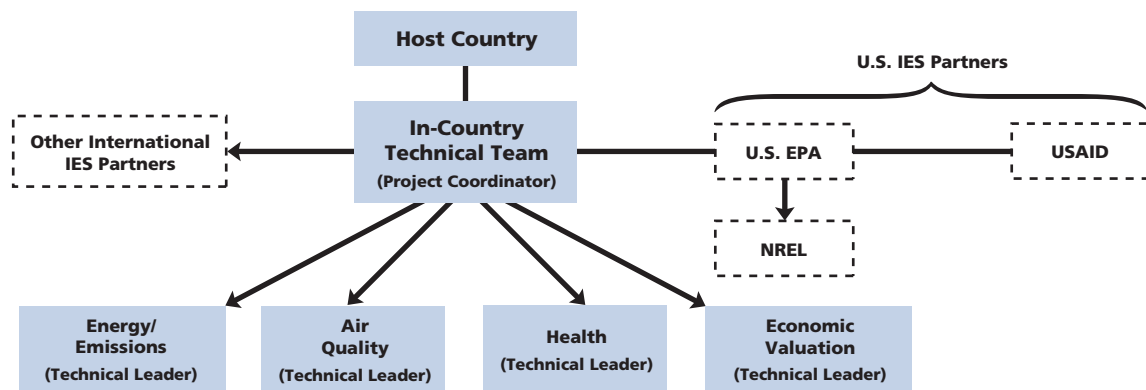 Host Country
U.S. IES Partners
Other International
IES Partners
In-Country
Technical Team
(Project Coordinator)
U.S. EPA
USAID
NREL
Energy/
Emissions
(Technical Leader)
Air
Quality
(Technical Leader)
Health
(Technical Leader)
Economic
Valuation
(Technical Leader)